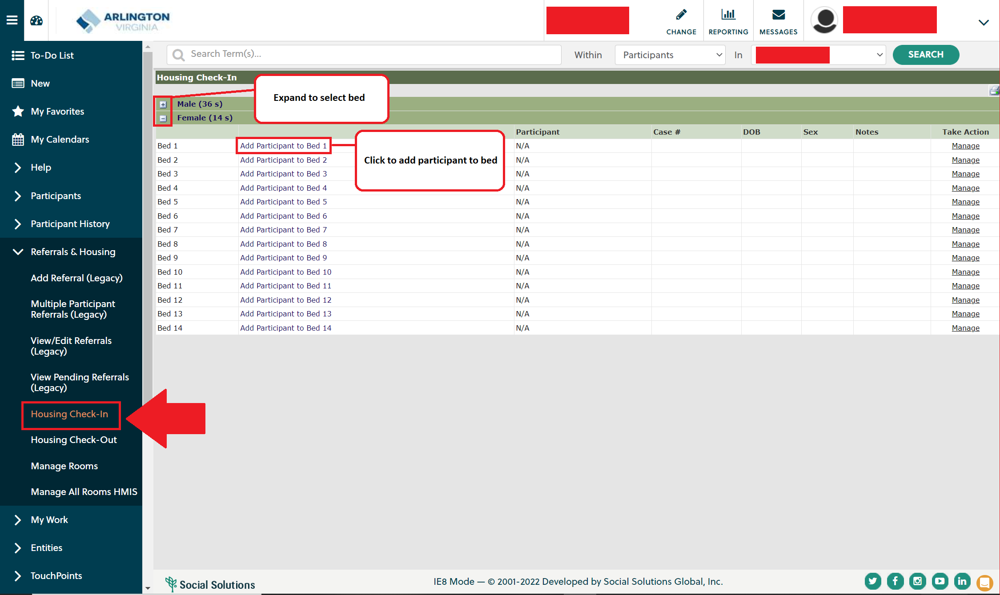 ARLINGTON
VIRGINIA
CHANGE
REPORTING
MESSAGES
Search Term(s)...
Within
Participants
In
SEARCH
To-Do List
New
My Favorites
My Calendars
Help
Participants
Participant History
Referrals & Housing
Add Referral (Legacy)
Multiple Participant
Referrals (Legacy)
View/Edit Referrals
(Legacy)
View Pending Referrals
(Legacy)
Housing Check-In
Housing Check-Out
Manage Rooms
Manage All Rooms HMIS
My Work
Entities
TouchPoints
Housing Check-In
Expand to select bed
Male (36 s)
Female (14 s)
Participant Case # DOB Sex Notes Take Action
Click to add participant to bed
Bed 1 Add Participant to Bed 1 N/A Manage
Bed 2 Add Participant to Bed 2 N/A Manage
Bed 3 Add Participant to Bed 3 N/A Manage
Bed 4 Add Participant to Bed 4 N/A Manage
Bed 5 Add Participant to Bed 5 N/A Manage
Bed 6 Add Participant to Bed 6 N/A Manage
Bed 7 Add Participant to Bed 7 N/A Manage
Bed 8 Add Participant to Bed 8 N/A Manage
Bed 9 Add Participant to Bed 9 N/A Manage
Bed 10 Add Participant to Bed 10 N/A Manage
Bed 11 Add Participant to Bed 11 N/A Manage
Bed 12 Add Participant to Bed 12 N/A Manage
Bed 13 Add Participant to Bed 13 N/A Manage
Bed 14 Add Participant to Bed 14 N/A Manage
Social Solutions
IE8 Mode — © 2001-2022 Developed by Social Solutions Global, Inc.